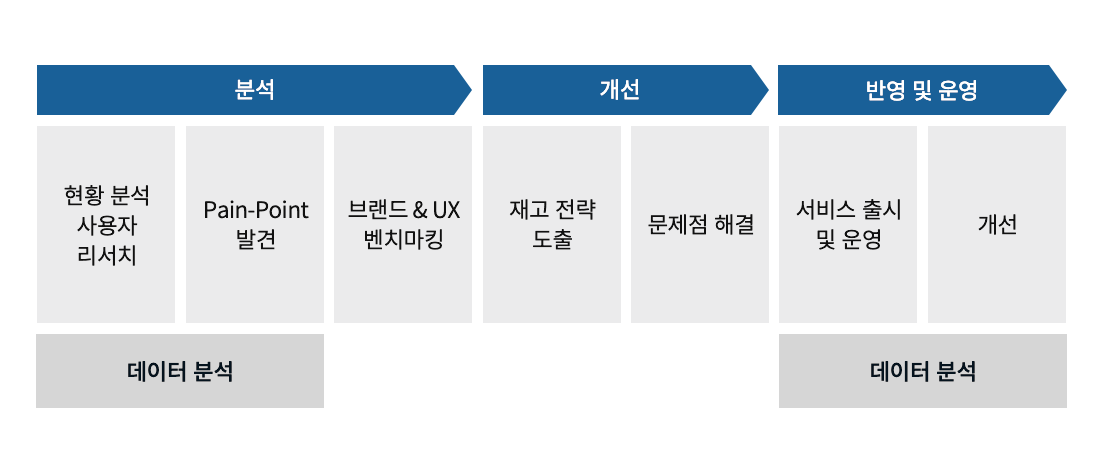 분석
개선
반영 및 운영
현황 분석
사용자
리서치
Pain-Point
발견
브랜드 & UX
벤치마킹
재고 전략
도출
문제점 해결
서비스 출시
및 운영
개선
데이터 분석
데이터 분석